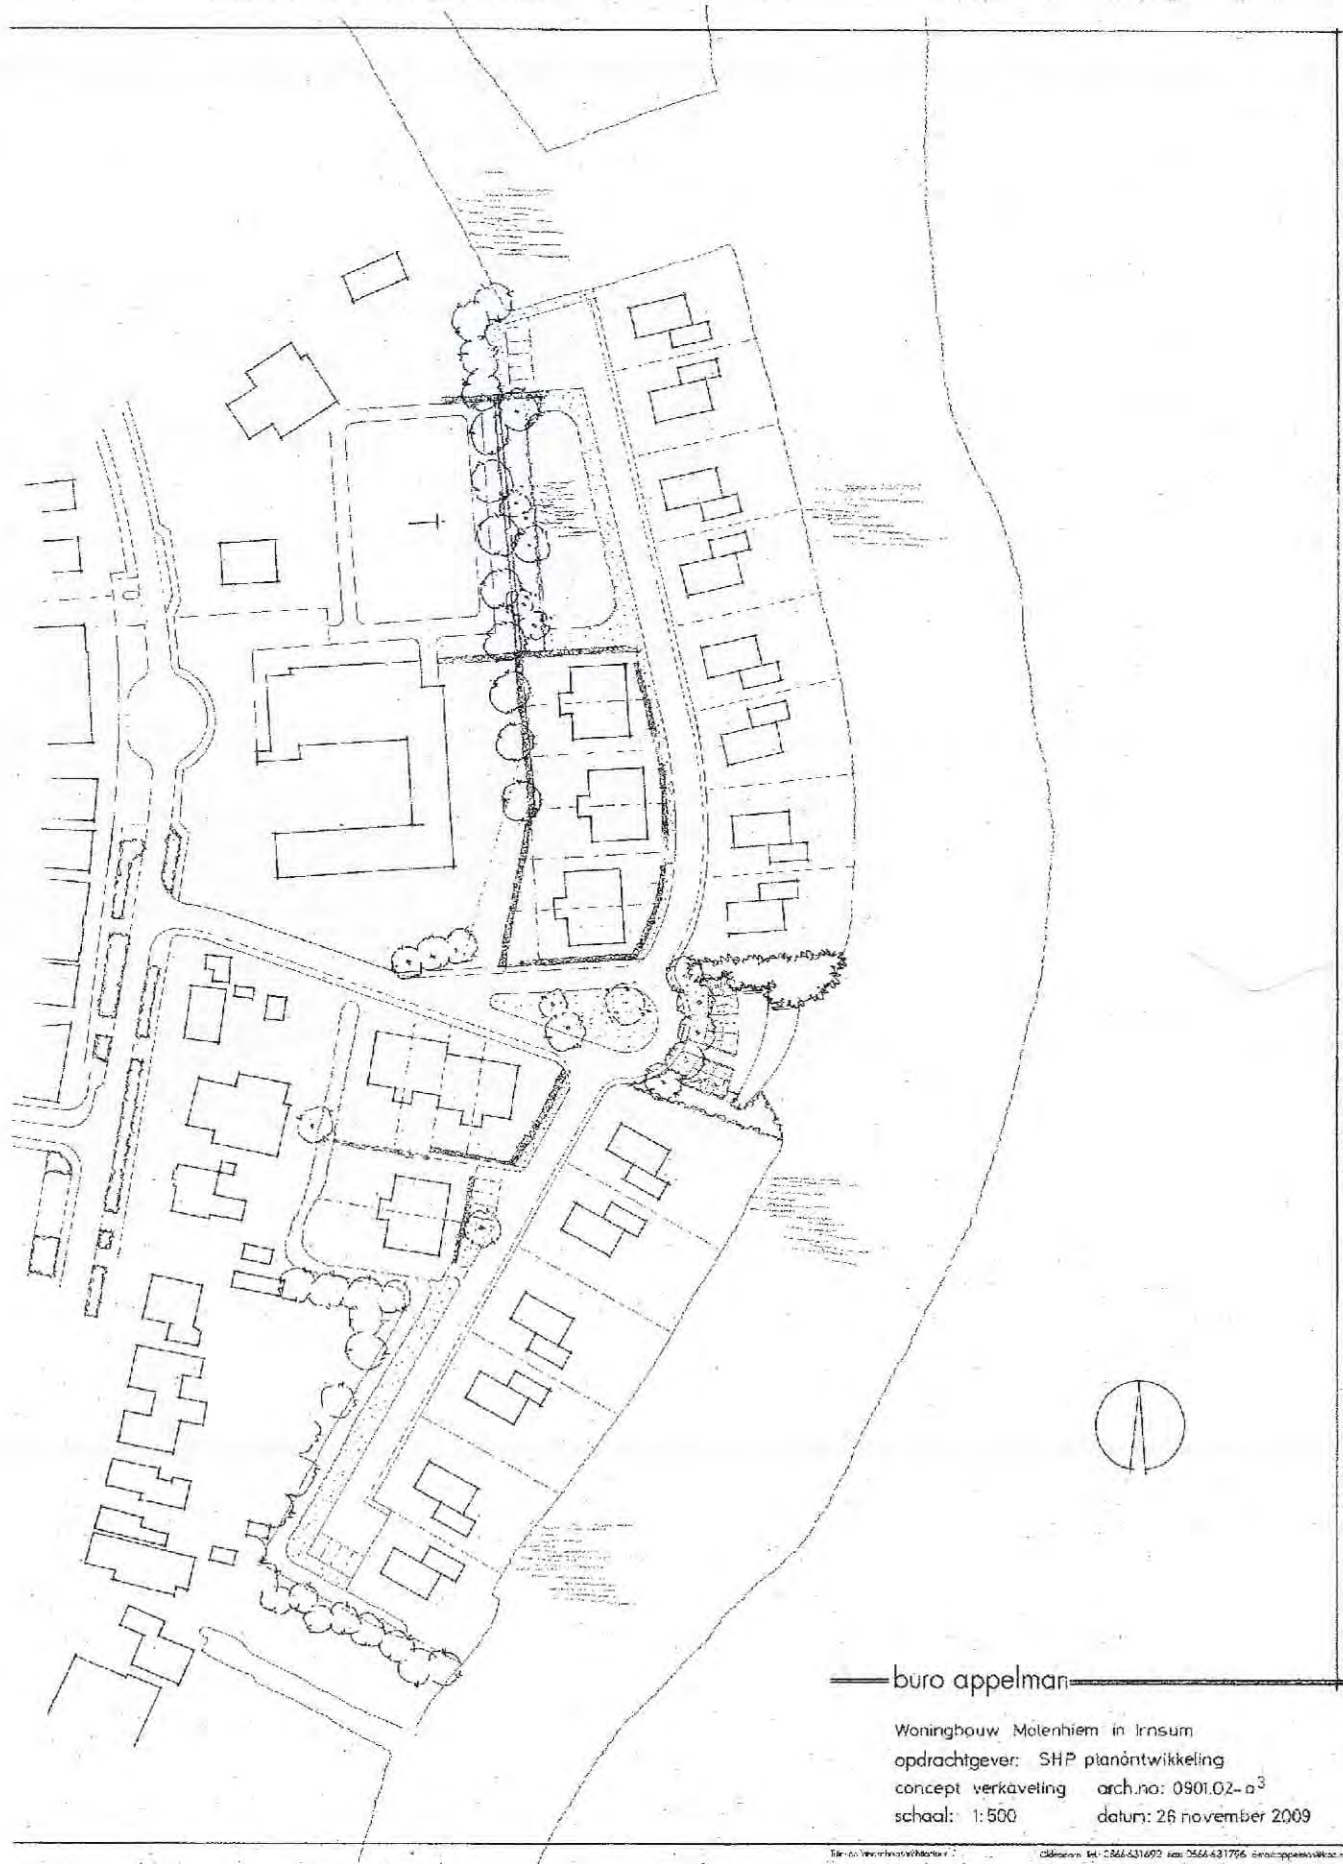 buro appelman
Woningbouw Molenhiem in Irnsum
opdrachtgever: SHP planóntwikkeling
concept verkaveling arch.no: 0901.02-a³
schaal: 1:500 datum: 26 november 2009